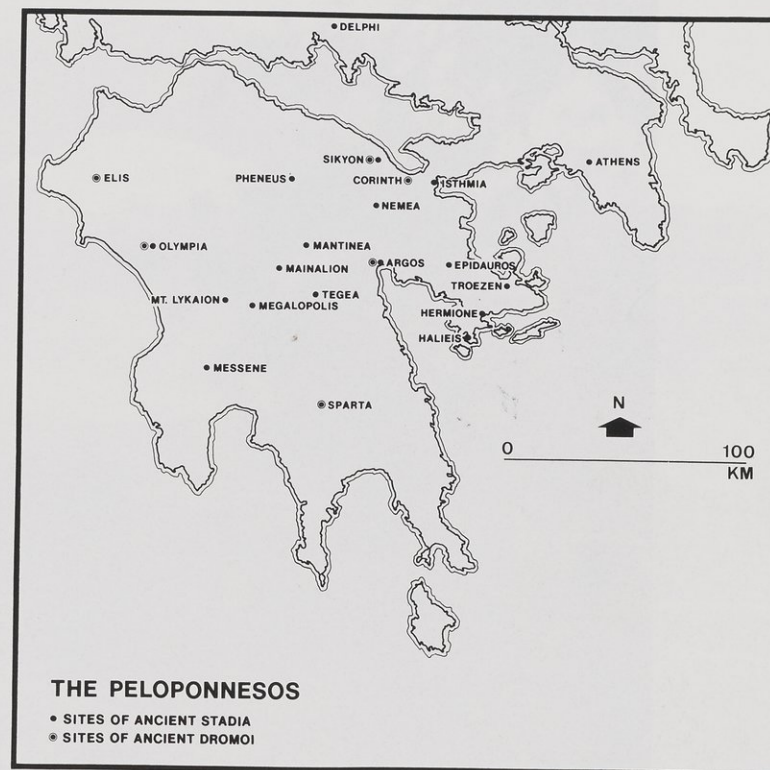 DELPHI
SIKYON
ATHENS
ELIS
PHENEUS
CORINTH
ISTHMIA
NEMEA
OLYMPIA
MANTINEA
ARGOS
EPIDAUROS
MAINALION
TROEZEN
TEGEA
MT. LYKAION
MEGALOPOLIS
HERMIONE
HALIEIS
MESSENE
SPARTA
N
0 100
KM
THE PELOPONNESOS
SITES OF ANCIENT STADIA
SITES OF ANCIENT DROMOI